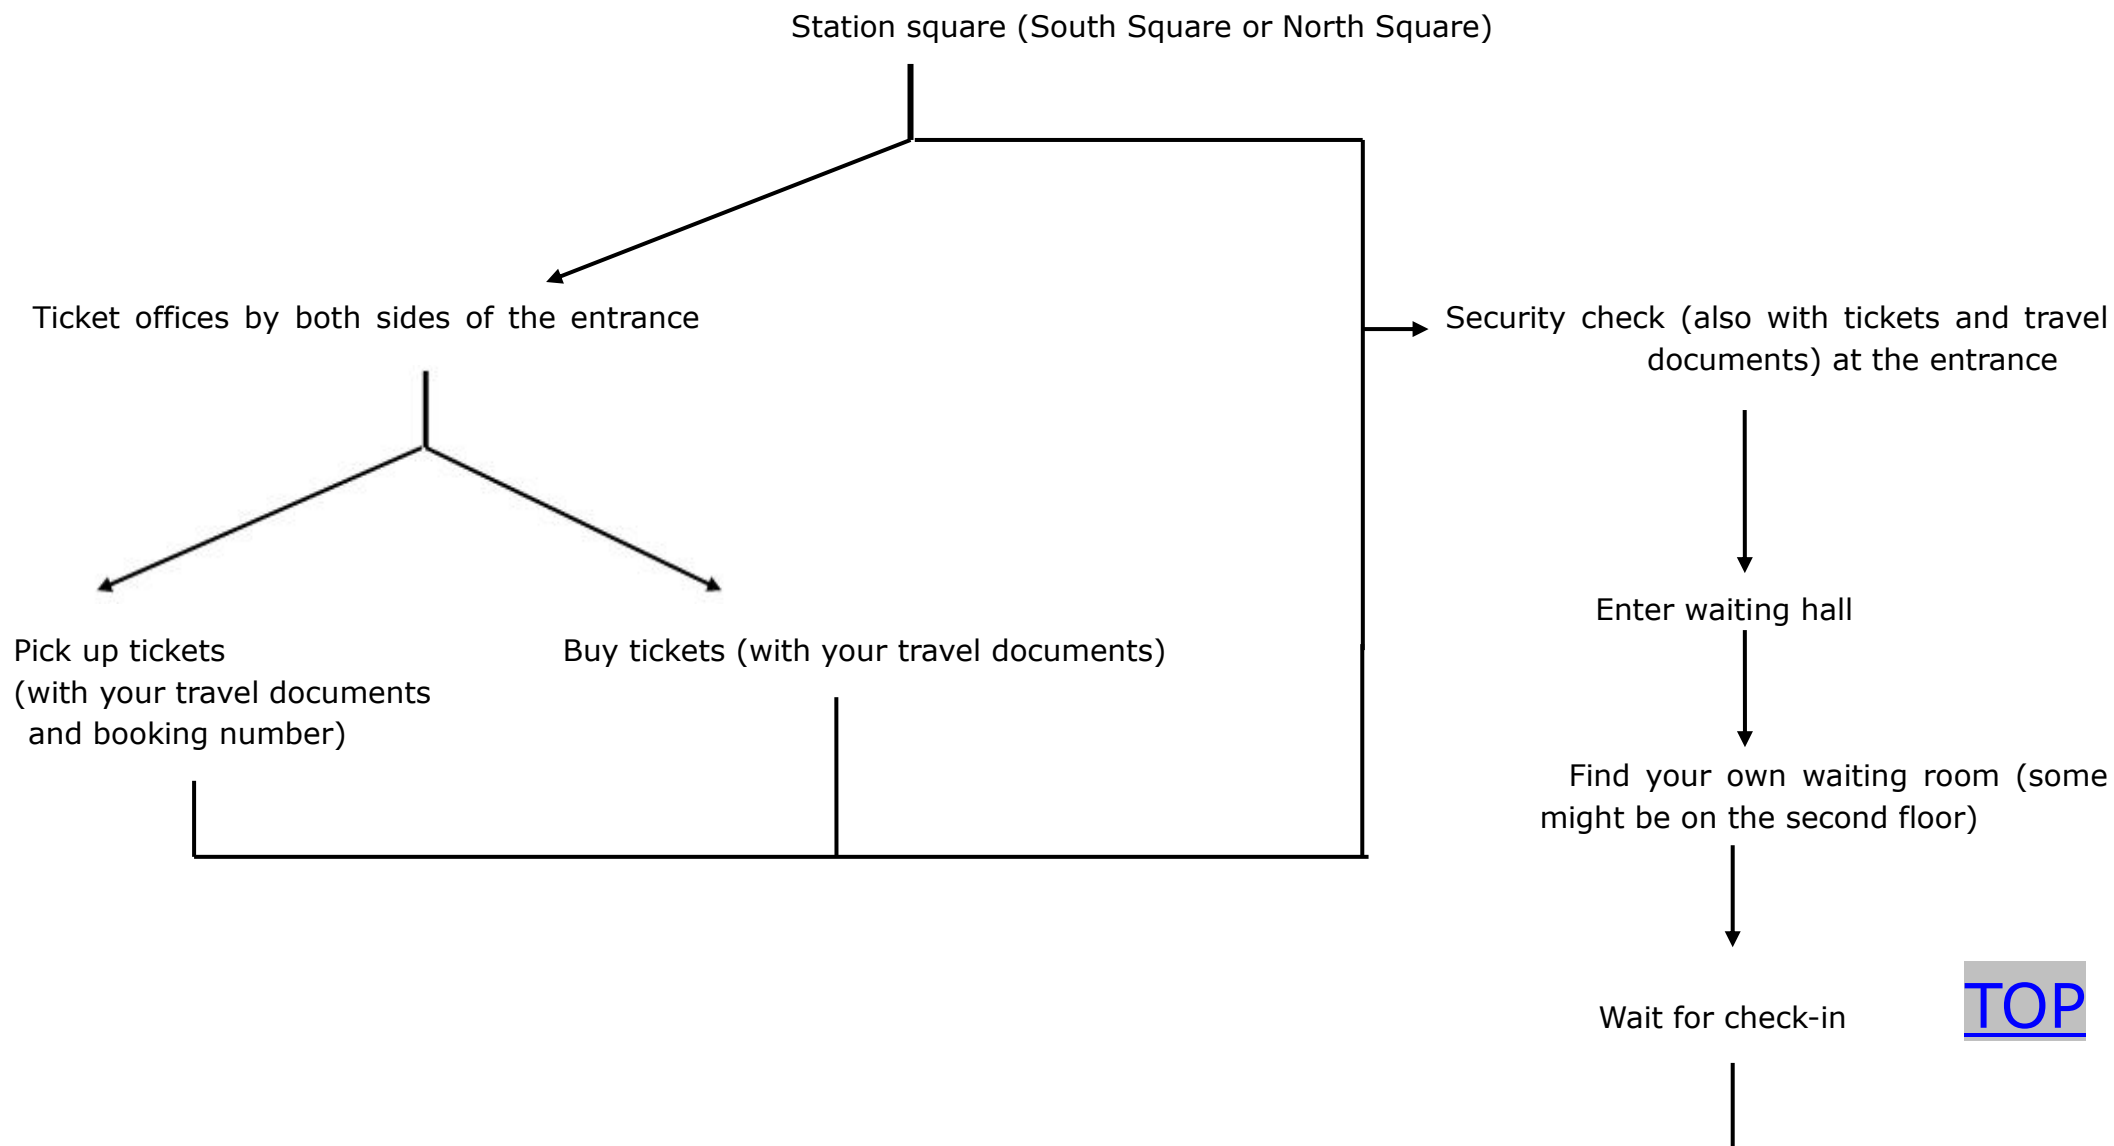 Station square (South Square or North Square)
Ticket offices by both sides of the entrance
Security check (also with tickets and travel
documents) at the entrance
Enter waiting hall
Pick up tickets
(with your travel documents
and booking number)
Buy tickets (with your travel documents)
Find your own waiting room (some
might be on the second floor)
Wait for check-in
TOP